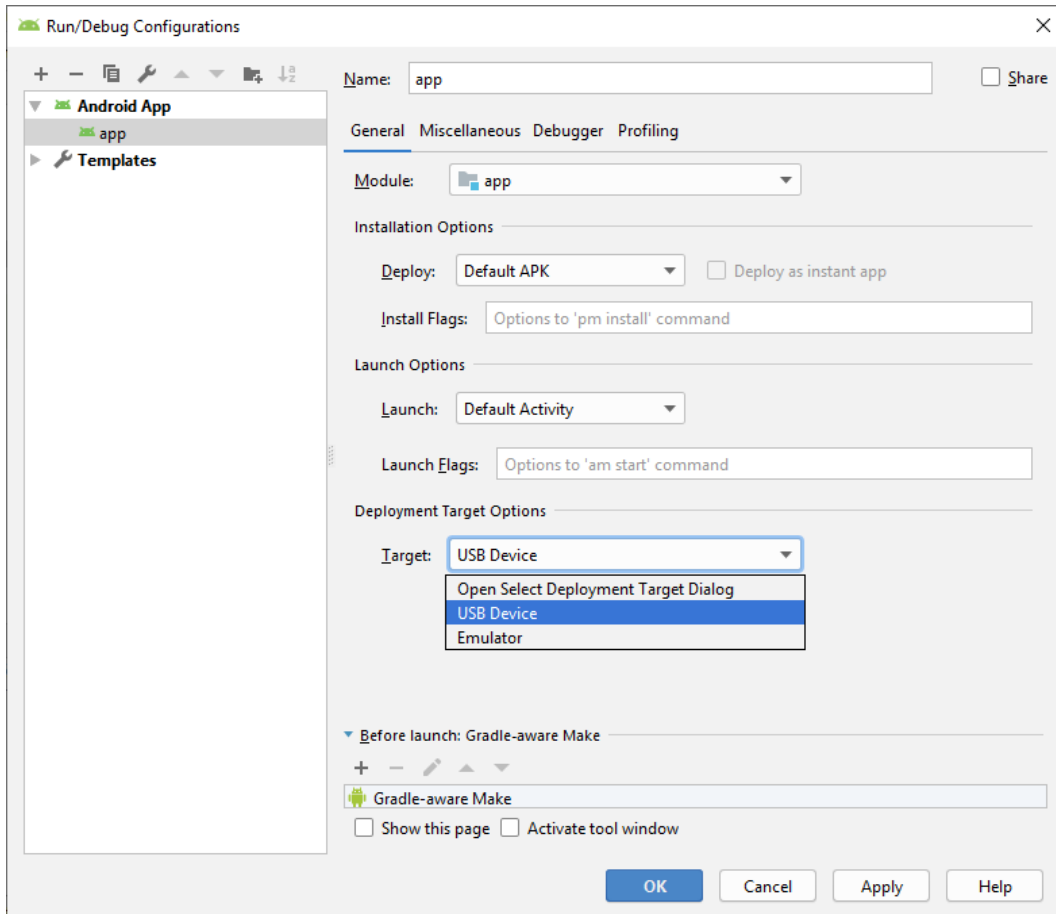 Run/Debug Configurations
Name: app
Share
Android App
app
Templates
General Miscellaneous Debugger Profiling
Module: app
Installation Options
Deploy: Default APK
Deploy as instant app
Install Flags: Options to 'pm install' command
Launch Options
Launch: Default Activity
Launch Flags: Options to 'am start' command
Deployment Target Options
Target: USB Device
Open Select Deployment Target Dialog
USB Device
Emulator
Before launch: Gradle-aware Make
Gradle-aware Make
Show this page Activate tool window
OK Cancel Apply Help